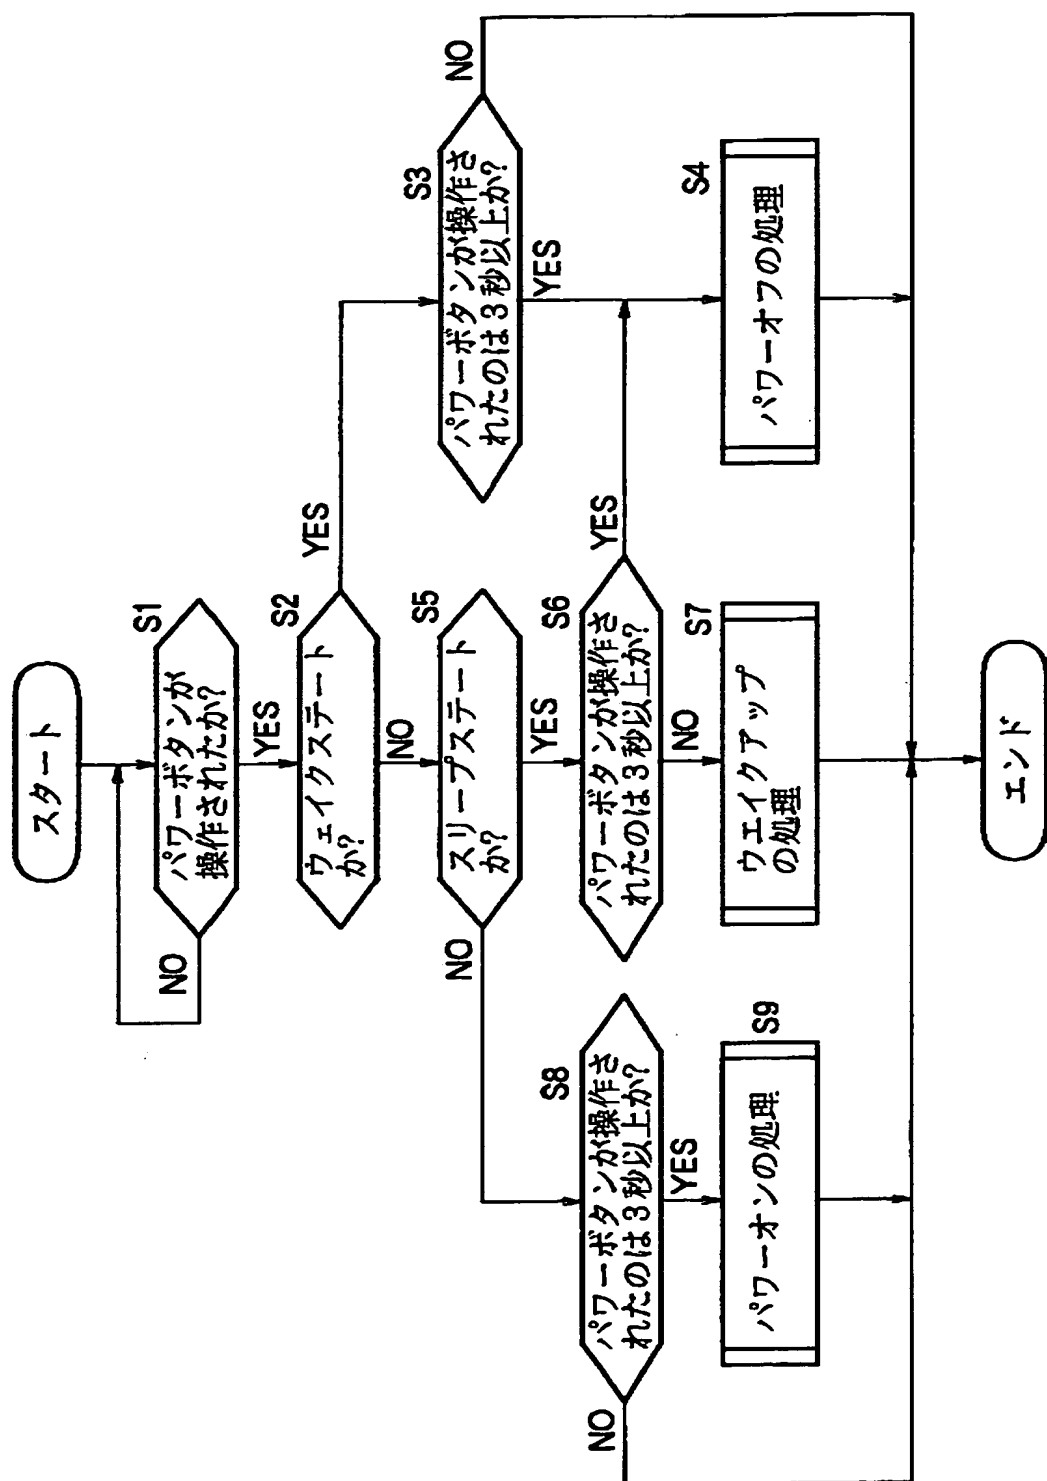 スタート
S1
パワーボタンが
操作されたか?
NO
YES
S2
ウェイクステート
か?
YES
NO
S3
パワーボタンが操作さ
れたのは3秒以上か?
NO
YES
S5
スリープステート
か?
NO
YES
S8
パワーボタンが操作さ
れたのは3秒以上か?
NO
YES
S6
パワーボタンが操作さ
れたのは3秒以上か?
YES
NO
S9
パワーオンの処理
S7
ウエイクアップ
の処理
S4
パワーオフの処理
エンド